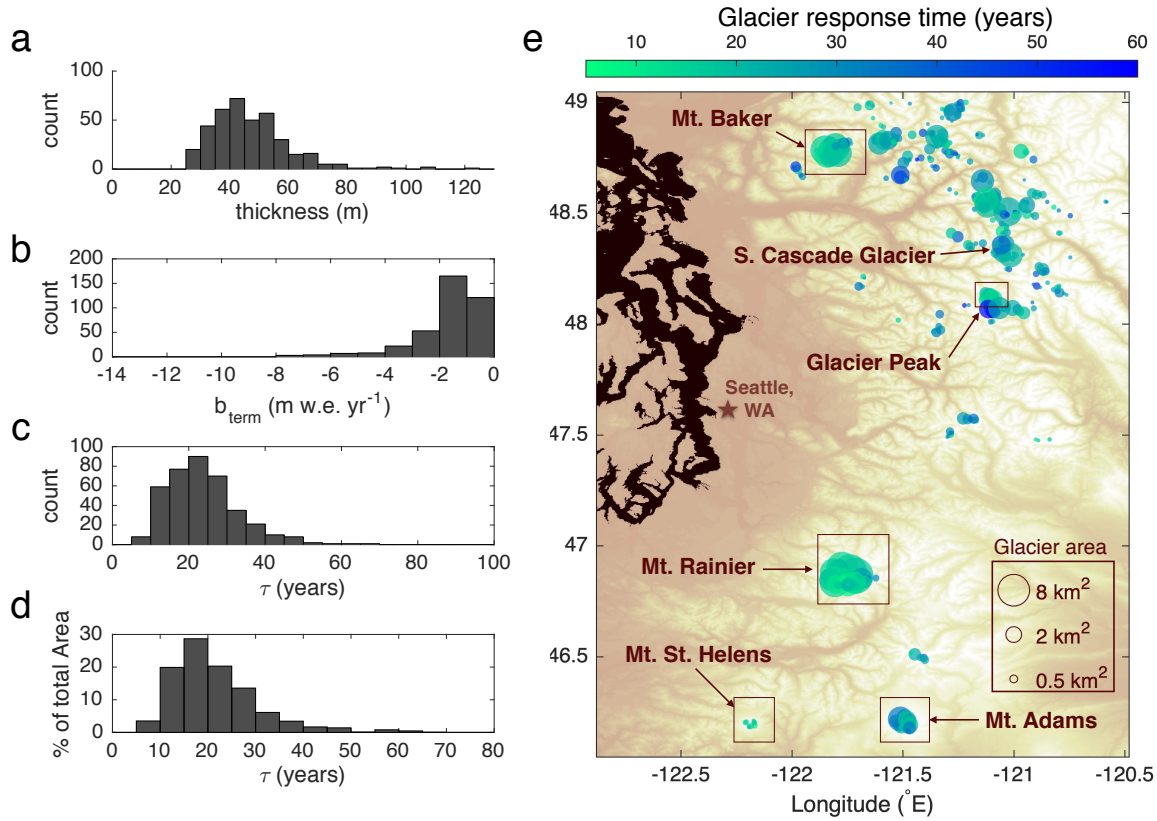 a
100
50
0
count
0 20 40 60 80 100 120
thickness (m)
b
200
150
100
50
0
count
-14 -12 -10 -8 -6 -4 -2 0
b_term (m w.e. yr^-1)
c
100
80
60
40
20
0
count
0 20 40 60 80 100
τ (years)
d
30
20
10
0
% of total Area
0 10 20 30 40 50 60 70 80
τ (years)
e
Glacier response time (years)
10 20 30 40 50 60
49
48.5
48
47.5
47
46.5
Mt. Baker
S. Cascade Glacier
Glacier Peak
Seattle,
WA
Mt. Rainier
Glacier area
8 km²
2 km²
0.5 km²
Mt. St. Helens
Mt. Adams
-122.5 -122 -121.5 -121 -120.5
Longitude (°E)